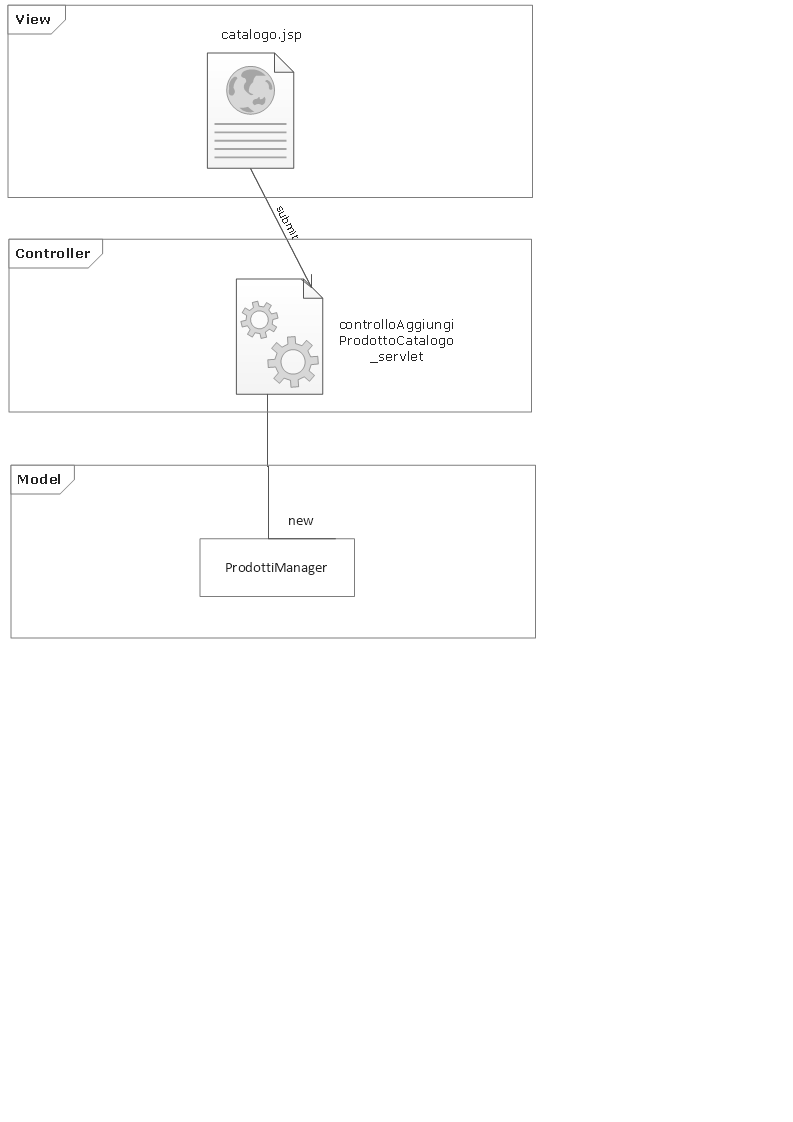 View
catalogo.jsp
submit
Controller
controlloAggiungi
ProdottoCatalogo
_servlet
Model
new
ProdottiManager